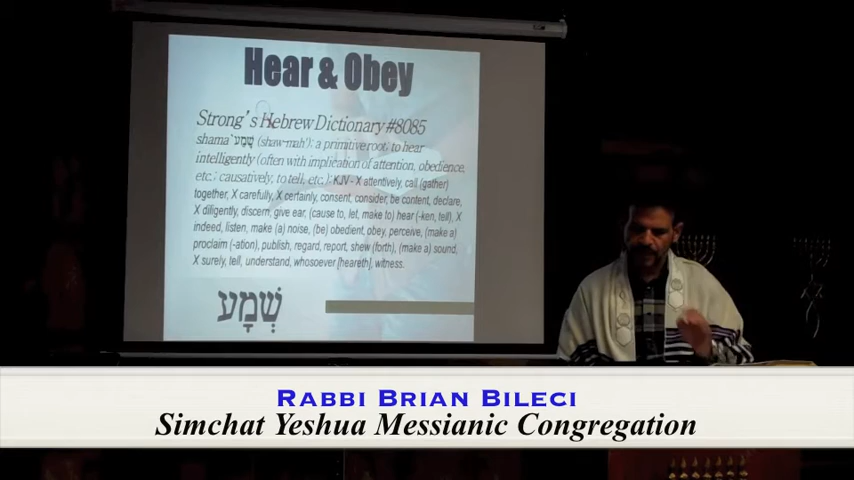 Hear & Obey
Strong's Hebrew Dictionary #8085
shama` שָׁמַע (shaw-mah'); a primitive root; to hear
intelligently (often with implication of attention, obedience,
etc.; causatively, to tell, etc.): KJV - X attentively, call (gather)
together, X carefully, X certainly, consent, consider, be content, declare,
X diligently, discern, give ear, (cause to, let, make to) hear (-ken, tell), X
indeed, listen, make (a) noise, (be) obedient, obey, perceive, (make a)
proclaim (-ation), publish, regard, report, shew (forth), (make a) sound,
X surely, tell, understand, whosoever [heareth], witness.
שְׁמָע
RABBI BRIAN BILECI
Simchat Yeshua Messianic Congregation